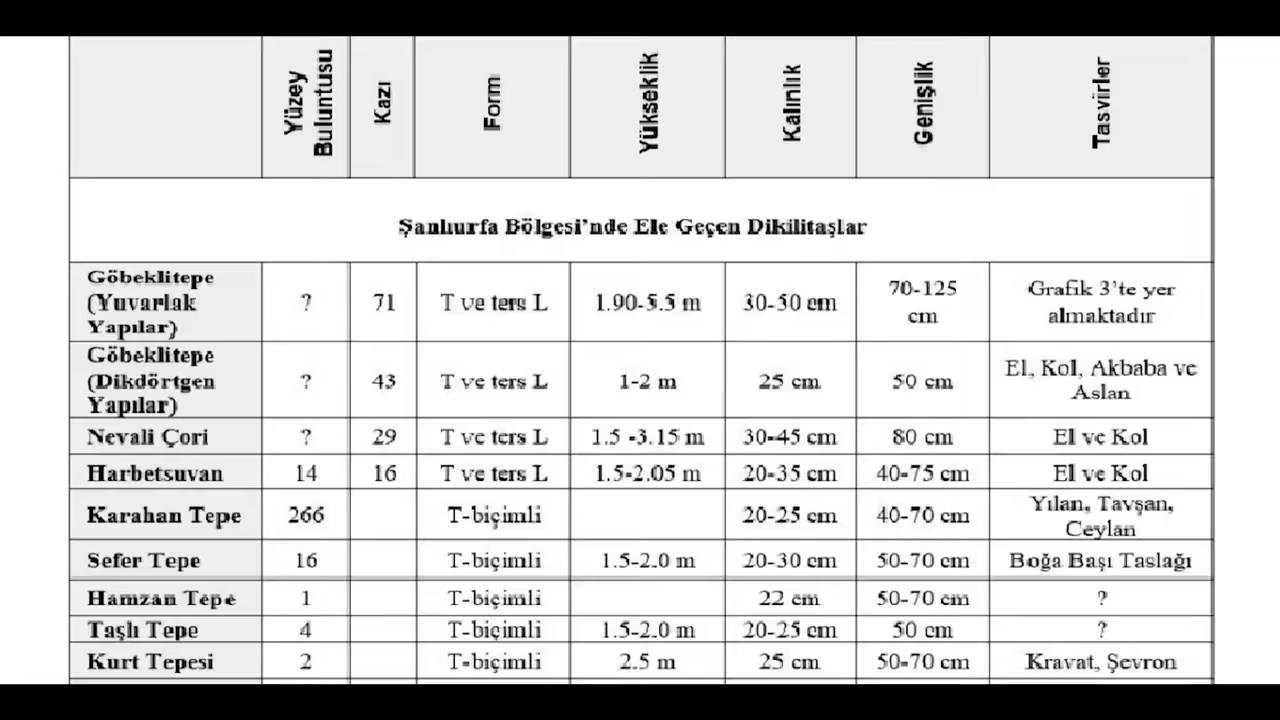 Yüzey Buluntusu Kazı Form Yükseklik Kalınlık Genişlik Tasvirler
Şanlıurfa Bölgesi'nde Ele Geçen Dikilitaşlar
Göbeklitepe (Yuvarlak Yapılar) ? 71 T ve ters L 1.90-5.5 m 30-50 cm 70-125 cm Grafik 3'te yer almaktadır
Göbeklitepe (Dikdörtgen Yapılar) ? 43 T ve ters L 1-2 m 25 cm 50 cm El, Kol, Akbaba ve Aslan
Nevali Çori ? 29 T ve ters L 1.5 -3.15 m 30-45 cm 80 cm El ve Kol
Harbetsuvan 14 16 T ve ters L 1.5-2.05 m 20-35 cm 40-75 cm El ve Kol
Karahan Tepe 266 T-biçimli 20-25 cm 40-70 cm Yılan, Tavşan, Ceylan
Sefer Tepe 16 T-biçimli 1.5-2.0 m 20-30 cm 50-70 cm Boğa Başı Taslağı
Hamzan Tepe 1 T-biçimli 22 cm 50-70 cm ?
Taşlı Tepe 4 T-biçimli 1.5-2.0 m 20-25 cm 50 cm ?
Kurt Tepesi 2 T-biçimli 2.5 m 25 cm 50-70 cm Kravat, Şevron